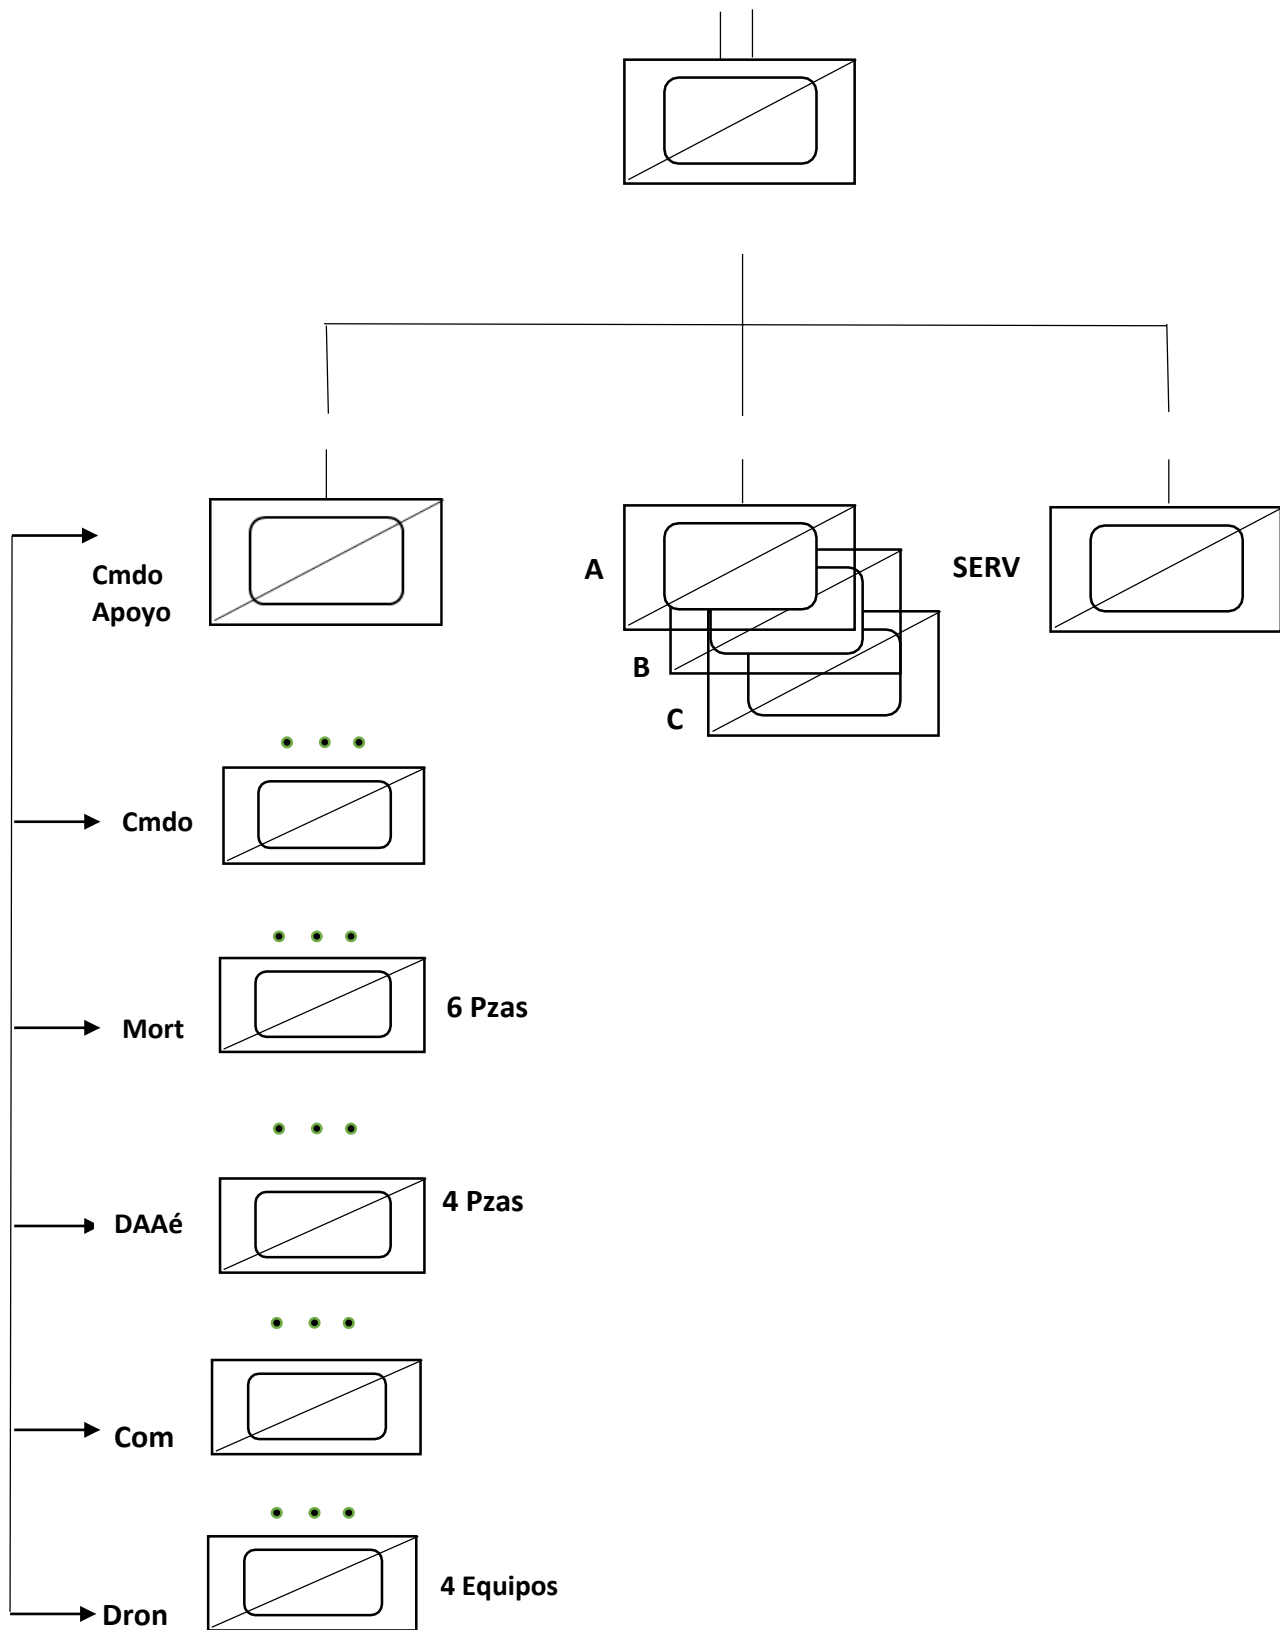 Cmdo
Apoyo
A
B
C
SERV
Cmdo
Mort
6 Pzas
DAAé
4 Pzas
Com
Dron
4 Equipos